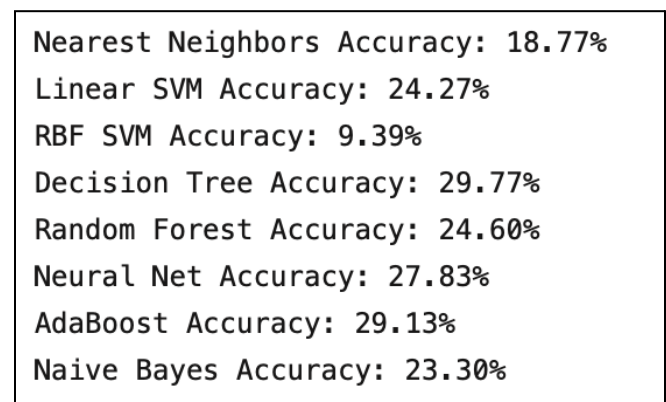 Nearest Neighbors Accuracy: 18.77%
Linear SVM Accuracy: 24.27%
RBF SVM Accuracy: 9.39%
Decision Tree Accuracy: 29.77%
Random Forest Accuracy: 24.60%
Neural Net Accuracy: 27.83%
AdaBoost Accuracy: 29.13%
Naive Bayes Accuracy: 23.30%